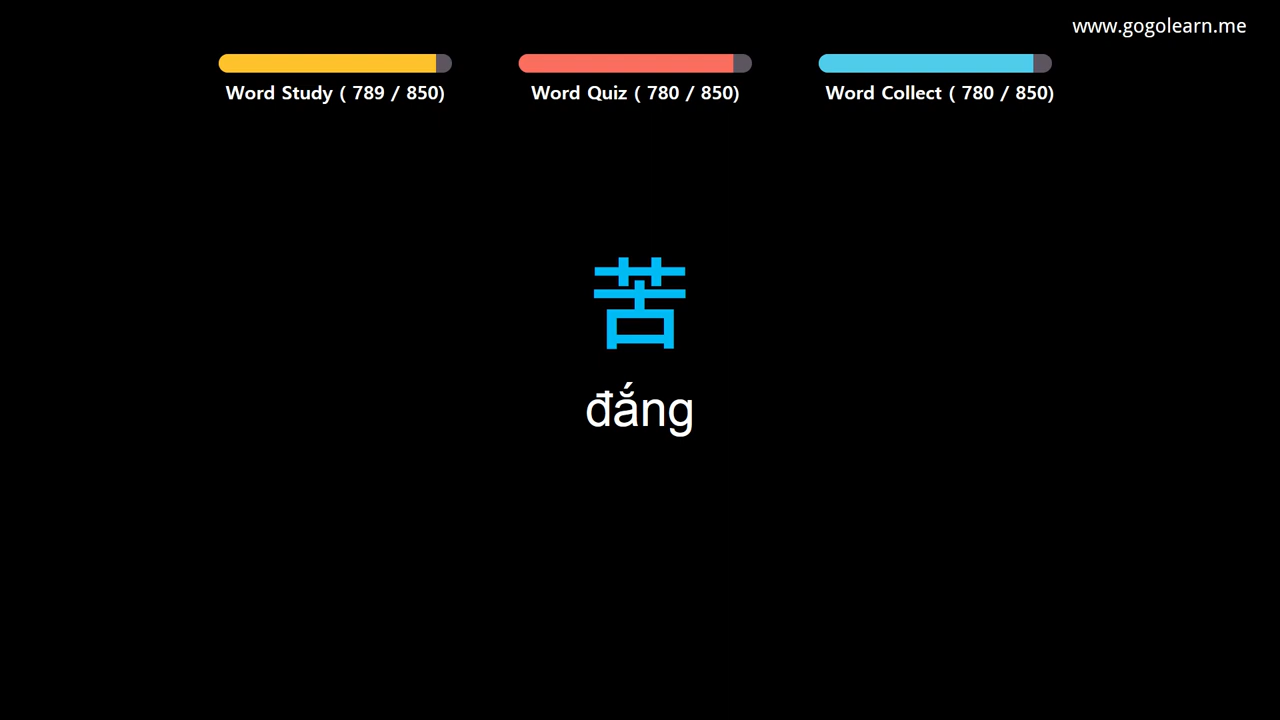 www.gogolearn.me
Word Study ( 789 / 850)
Word Quiz ( 780 / 850)
Word Collect ( 780 / 850)
苦
đắng